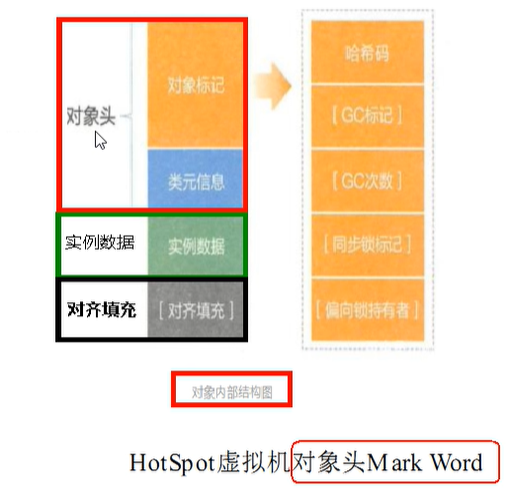 对象头
对象标记
类元信息
实例数据
实例数据
对齐填充
[ 对齐填充 ]
哈希码
[ GC标记 ]
[ GC次数 ]
[ 同步锁标记 ]
[ 偏向锁持有者 ]
对象内部结构图
HotSpot虚拟机对象头Mark Word